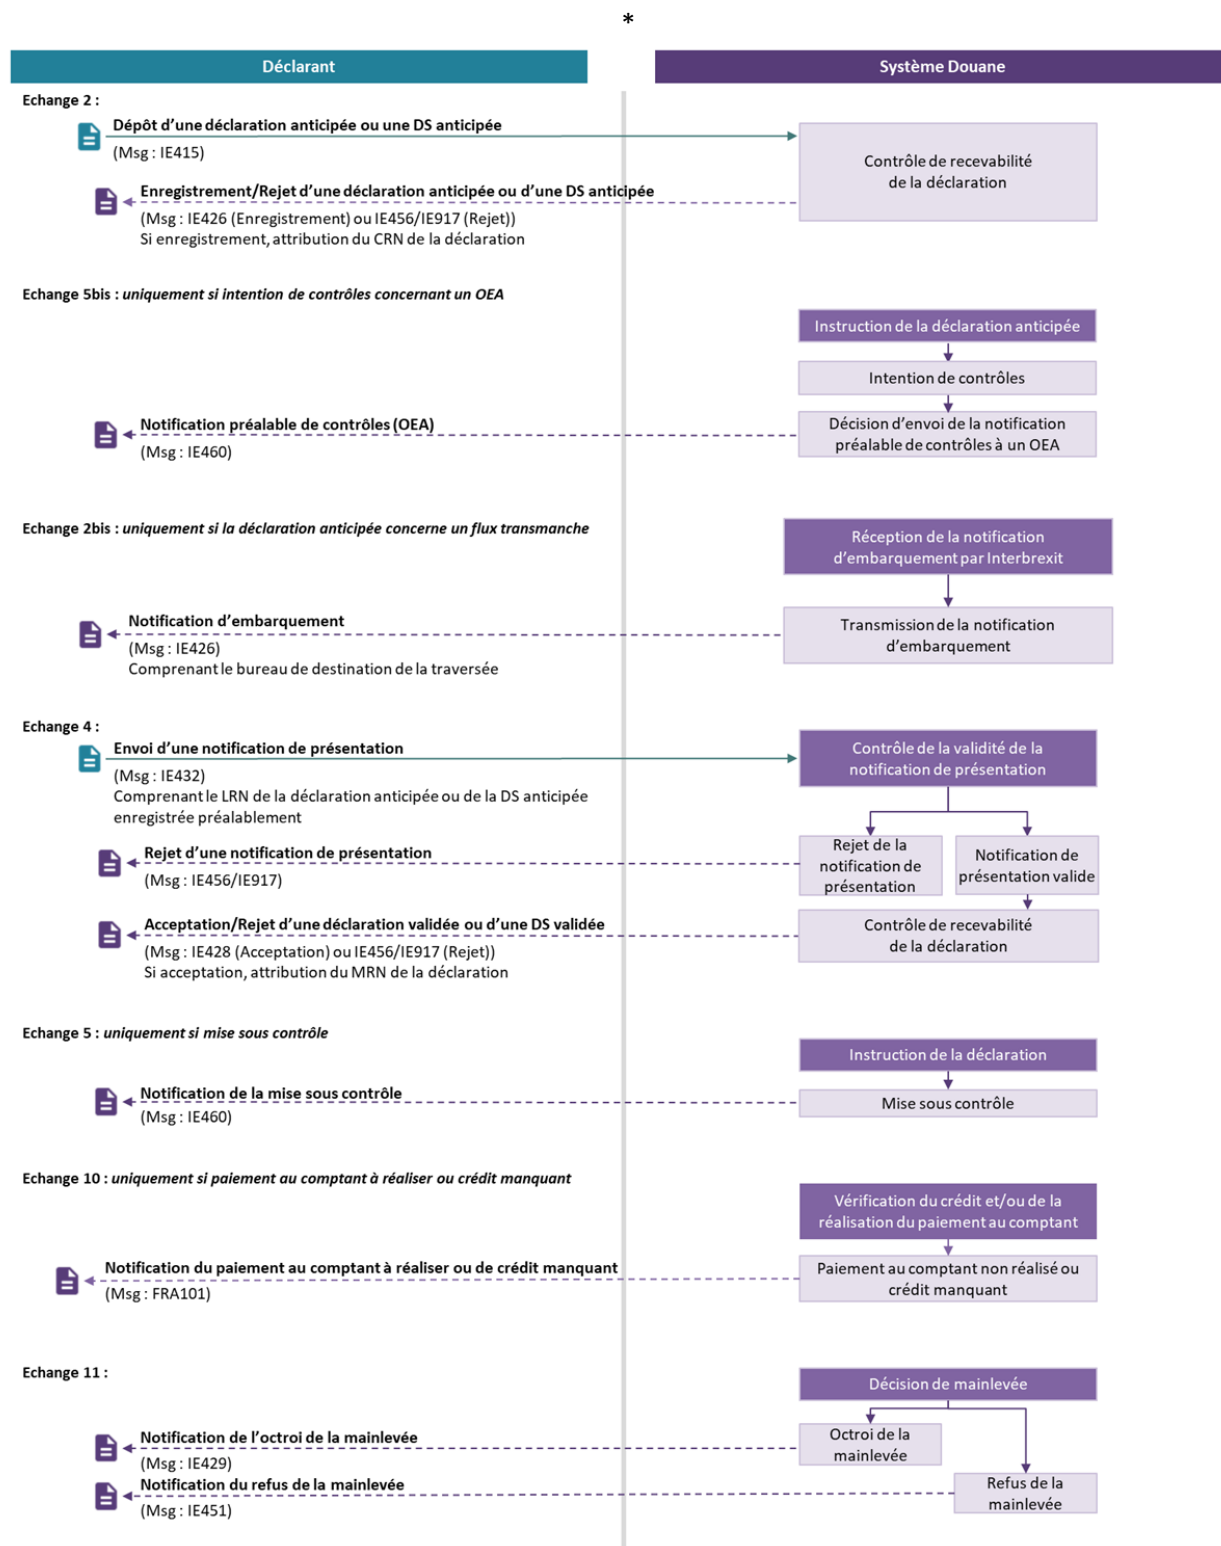 *
Déclarant
Système Douane
Echange 2 :
Dépôt d'une déclaration anticipée ou une DS anticipée
(Msg : IE415)
Contrôle de recevabilité
de la déclaration
Enregistrement/Rejet d'une déclaration anticipée ou d'une DS anticipée
(Msg : IE426 (Enregistrement) ou IE456/IE917 (Rejet))
Si enregistrement, attribution du CRN de la déclaration
Echange 5bis : uniquement si intention de contrôles concernant un OEA
Instruction de la déclaration anticipée
Intention de contrôles
Notification préalable de contrôles (OEA)
(Msg : IE460)
Décision d'envoi de la notification
préalable de contrôles à un OEA
Echange 2bis : uniquement si la déclaration anticipée concerne un flux transmanche
Réception de la notification
d'embarquement par Interbrexit
Notification d'embarquement
(Msg : IE426)
Comprenant le bureau de destination de la traversée
Transmission de la notification
d'embarquement
Echange 4 :
Envoi d'une notification de présentation
(Msg : IE432)
Comprenant le LRN de la déclaration anticipée ou de la DS anticipée
enregistrée préalablement
Contrôle de la validité de la
notification de présentation
Rejet d'une notification de présentation
(Msg : IE456/IE917)
Rejet de la
notification de
présentation
Notification de
présentation valide
Acceptation/Rejet d'une déclaration validée ou d'une DS validée
(Msg : IE428 (Acceptation) ou IE456/IE917 (Rejet))
Si acceptation, attribution du MRN de la déclaration
Contrôle de recevabilité
de la déclaration
Echange 5 : uniquement si mise sous contrôle
Instruction de la déclaration
Notification de la mise sous contrôle
(Msg : IE460)
Mise sous contrôle
Echange 10 : uniquement si paiement au comptant à réaliser ou crédit manquant
Vérification du crédit et/ou de la
réalisation du paiement au comptant
Notification du paiement au comptant à réaliser ou de crédit manquant
(Msg : FRA101)
Paiement au comptant non réalisé ou
crédit manquant
Echange 11 :
Décision de mainlevée
Notification de l'octroi de la mainlevée
(Msg : IE429)
Octroi de la
mainlevée
Notification du refus de la mainlevée
(Msg : IE451)
Refus de la
mainlevée